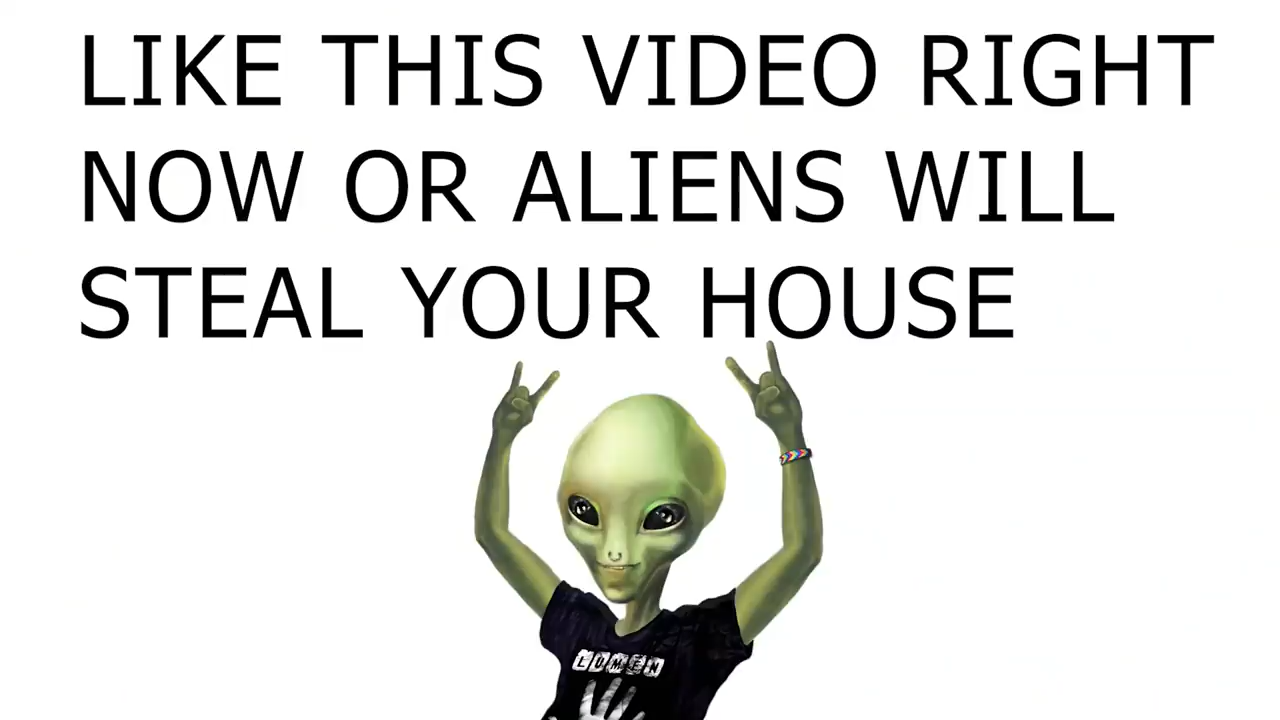 LIKE THIS VIDEO RIGHT
NOW OR ALIENS WILL
STEAL YOUR HOUSE
LUMEN